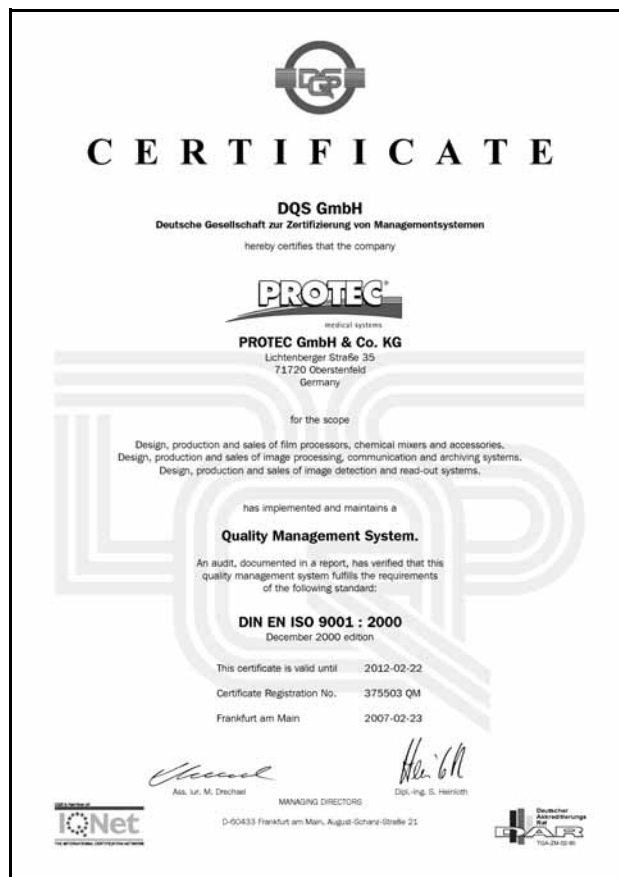 DQS
CERTIFICATE
DQS GmbH
Deutsche Gesellschaft zur Zertifizierung von Managementsystemen
hereby certifies that the company
PROTEC®
medical systems
PROTEC GmbH & Co. KG
Lichtenberger Straße 35
71720 Oberstenfeld
Germany
for the scope
Design, production and sales of film processors, chemical mixers and accessories.
Design, production and sales of image processing, communication and archiving systems.
Design, production and sales of image detection and read-out systems.
has implemented and maintains a
Quality Management System.
An audit, documented in a report, has verified that this
quality management system fulfills the requirements
of the following standard:
DIN EN ISO 9001 : 2000
December 2000 edition
This certificate is valid until 2012-02-22
Certificate Registration No. 375503 QM
Frankfurt am Main 2007-02-23
Ass. iur. M. Drechsel Dipl.-Ing. S. Heinloth
MANAGING DIRECTORS
D-60433 Frankfurt am Main, August-Schanz-Straße 21
IQNet
THE INTERNATIONAL CERTIFICATION NETWORK
Deutscher
Akkreditierungs
Rat
DAR